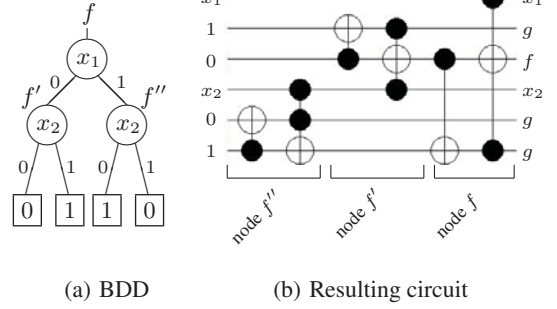 f
x₁
0 1
f′ f″
x₂ x₂
0 1 0 1
0 1 1 0
(a) BDD
x₁ x₁
1 g
0 f
x₂ x₂
0 g
1 g
node f″
node f′
node f
(b) Resulting circuit